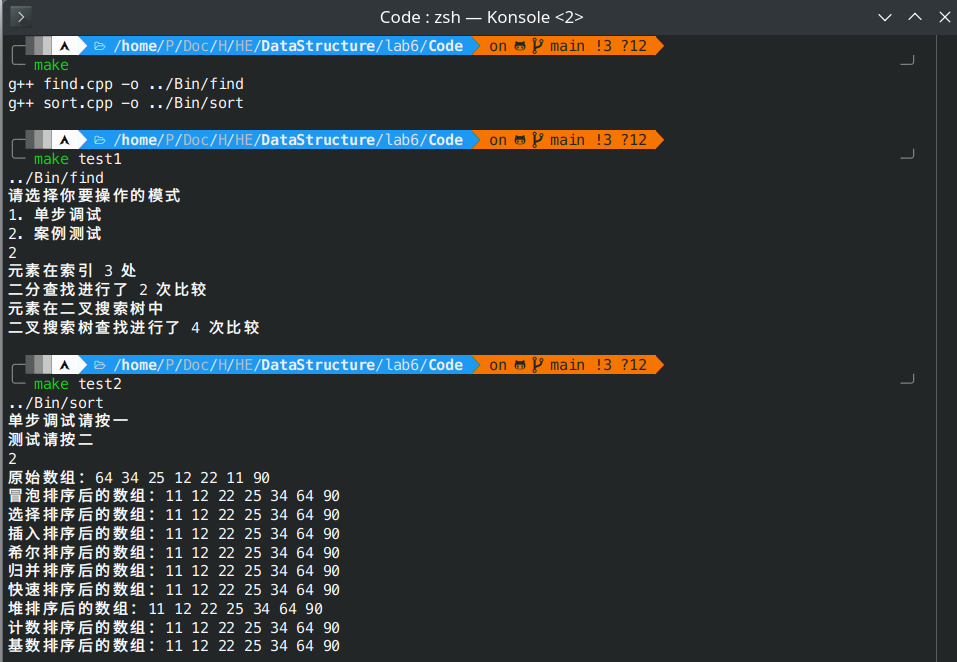 Code : zsh — Konsole <2>
/home/P/Doc/H/HE/DataStructure/lab6/Code on main !3 ?12
make
g++ find.cpp -o ../Bin/find
g++ sort.cpp -o ../Bin/sort
/home/P/Doc/H/HE/DataStructure/lab6/Code on main !3 ?12
make test1
../Bin/find
请选择你要操作的模式
1. 单步调试
2. 案例测试
2
元素在索引 3 处
二分查找进行了 2 次比较
元素在二叉搜索树中
二叉搜索树查找进行了 4 次比较
/home/P/Doc/H/HE/DataStructure/lab6/Code on main !3 ?12
make test2
../Bin/sort
单步调试请按一
测试请按二
2
原始数组：64 34 25 12 22 11 90
冒泡排序后的数组：11 12 22 25 34 64 90
选择排序后的数组：11 12 22 25 34 64 90
插入排序后的数组：11 12 22 25 34 64 90
希尔排序后的数组：11 12 22 25 34 64 90
归并排序后的数组：11 12 22 25 34 64 90
快速排序后的数组：11 12 22 25 34 64 90
堆排序后的数组：11 12 22 25 34 64 90
计数排序后的数组：11 12 22 25 34 64 90
基数排序后的数组：11 12 22 25 34 64 90